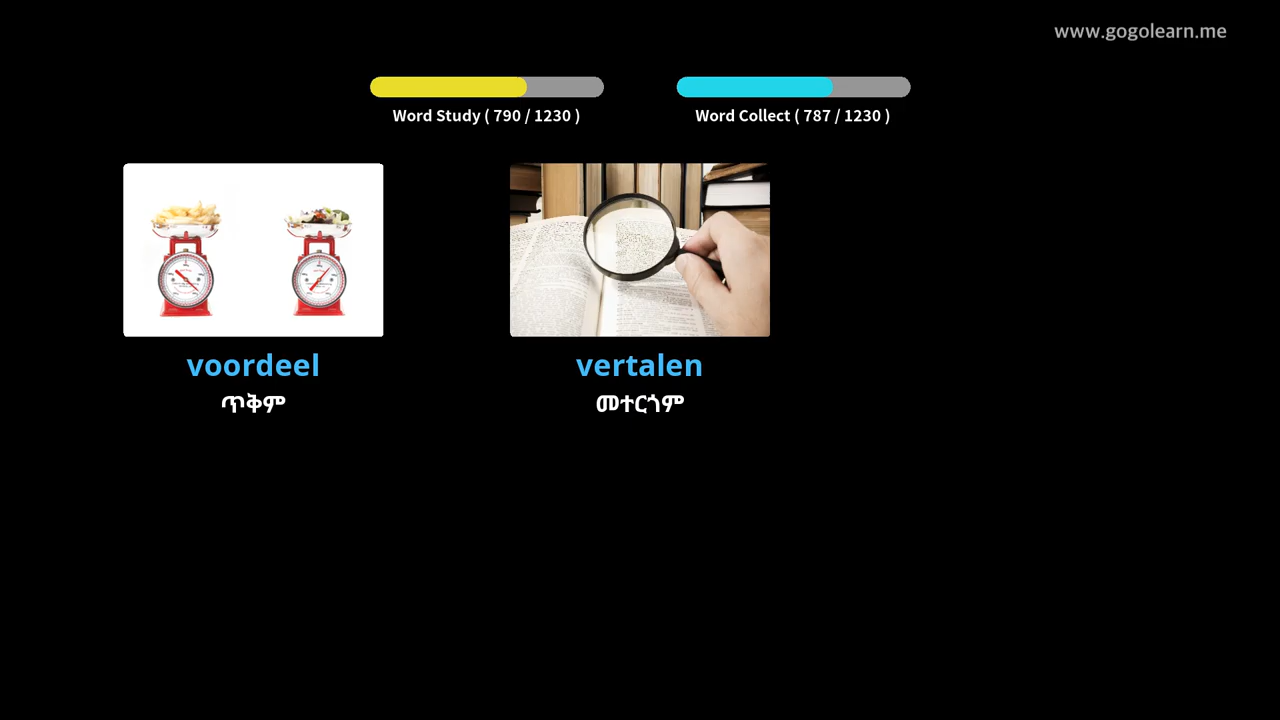 www.gogolearn.me
Word Study ( 790 / 1230 )
Word Collect ( 787 / 1230 )
voordeel
ጥቅም
vertalen
መተርጎም